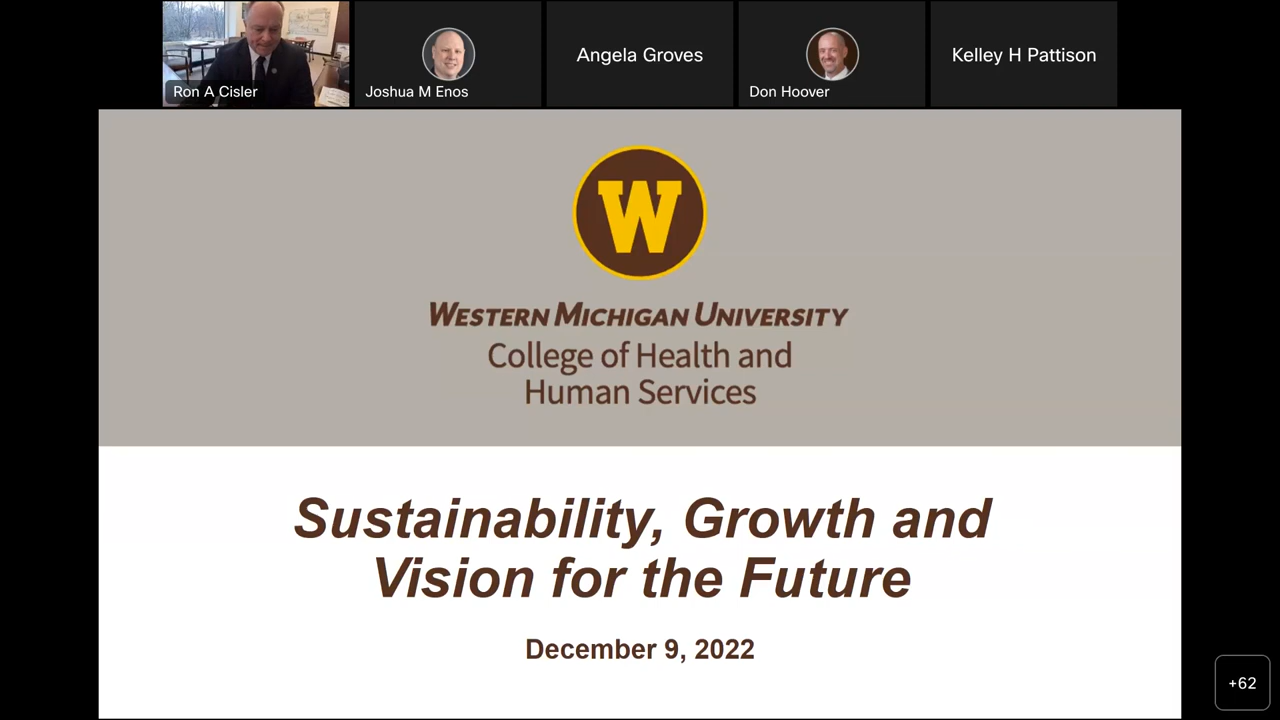 Ron A Cisler
Joshua M Enos
Angela Groves
Don Hoover
Kelley H Pattison
W
WESTERN MICHIGAN UNIVERSITY
College of Health and
Human Services
Sustainability, Growth and
Vision for the Future
December 9, 2022
+62